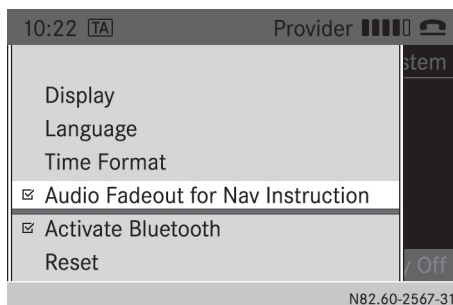 10:22 TA Provider
stem
Display
Language
Time Format
Audio Fadeout for Nav Instruction
Activate Bluetooth
Reset
Off
N82.60-2567-31